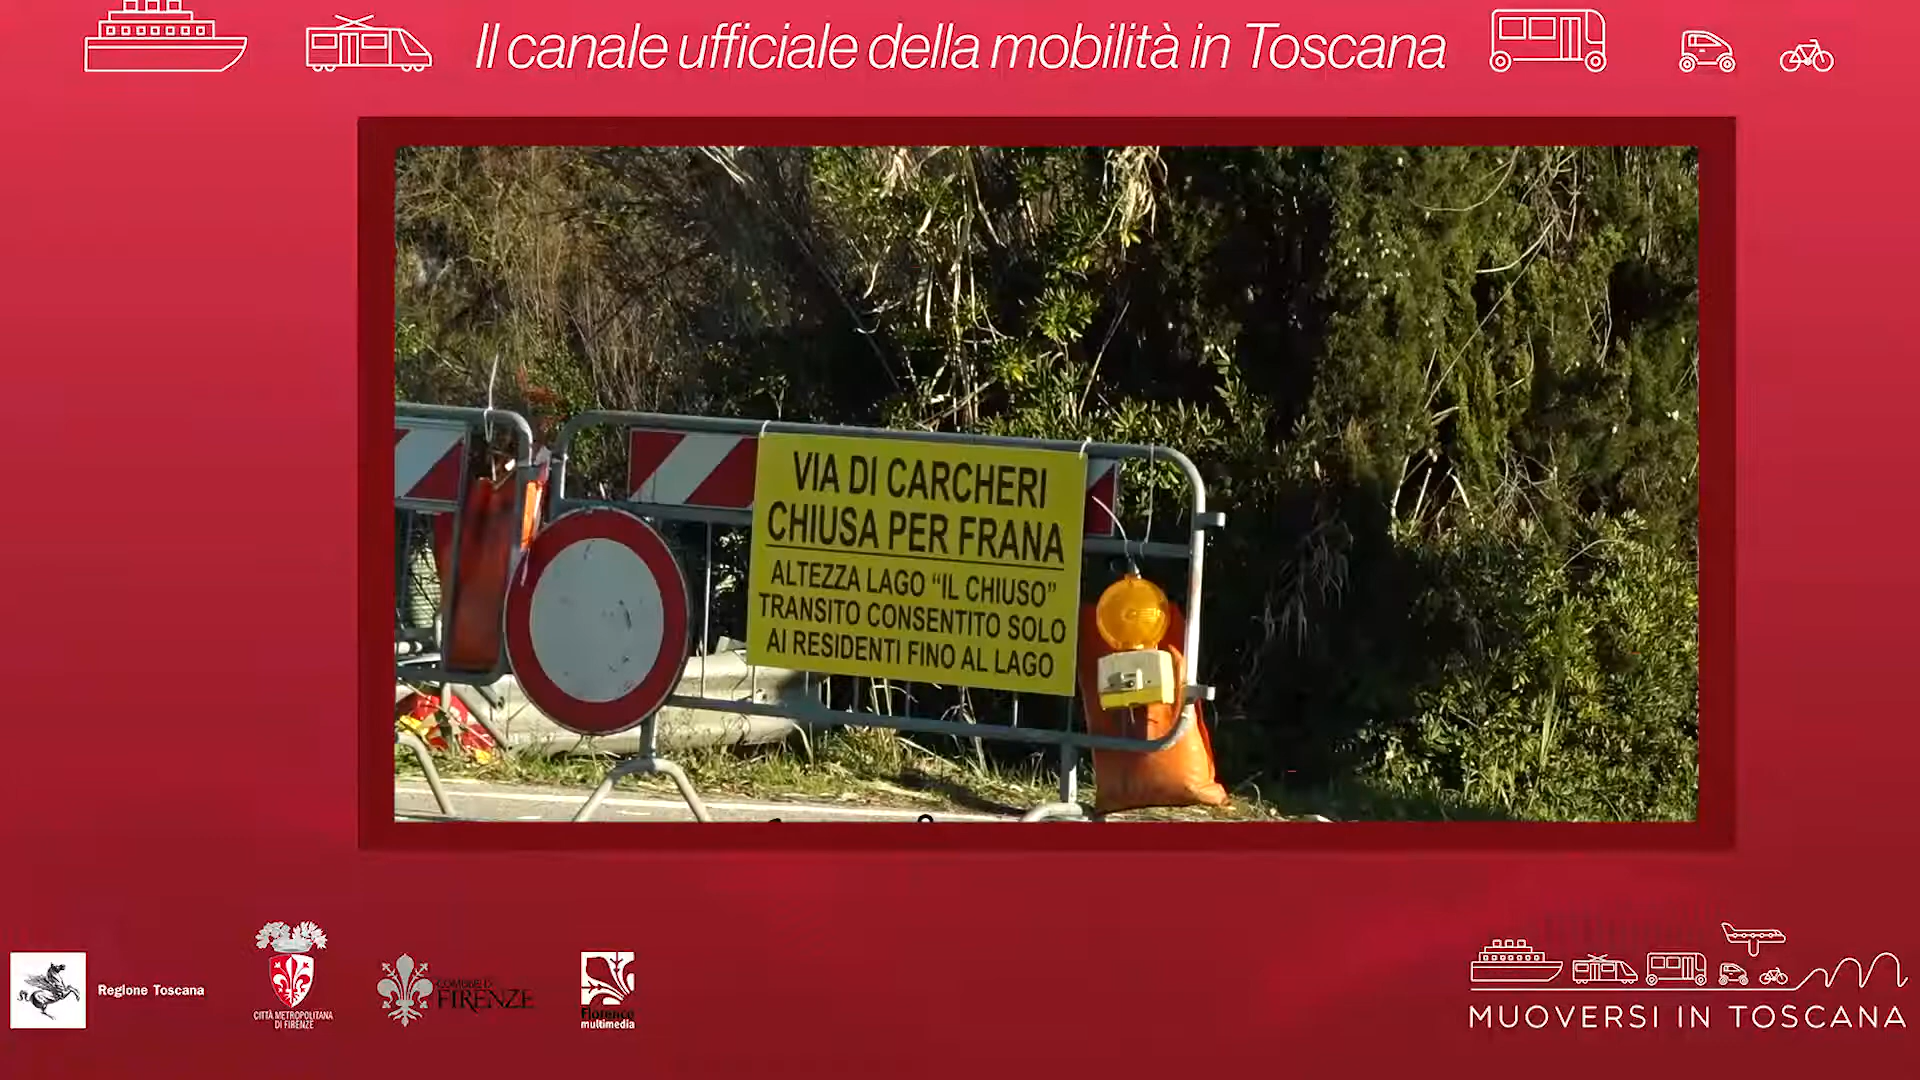 Il canale ufficiale della mobilità in Toscana
VIA DI CARCHERI
CHIUSA PER FRANA
ALTEZZA LAGO “IL CHIUSO”
TRANSITO CONSENTITO SOLO
AI RESIDENTI FINO AL LAGO
Regione Toscana
CITTÀ METROPOLITANA
DI FIRENZE
COMUNE DI
FIRENZE
Florence
multimedia
MUOVERSI IN TOSCANA